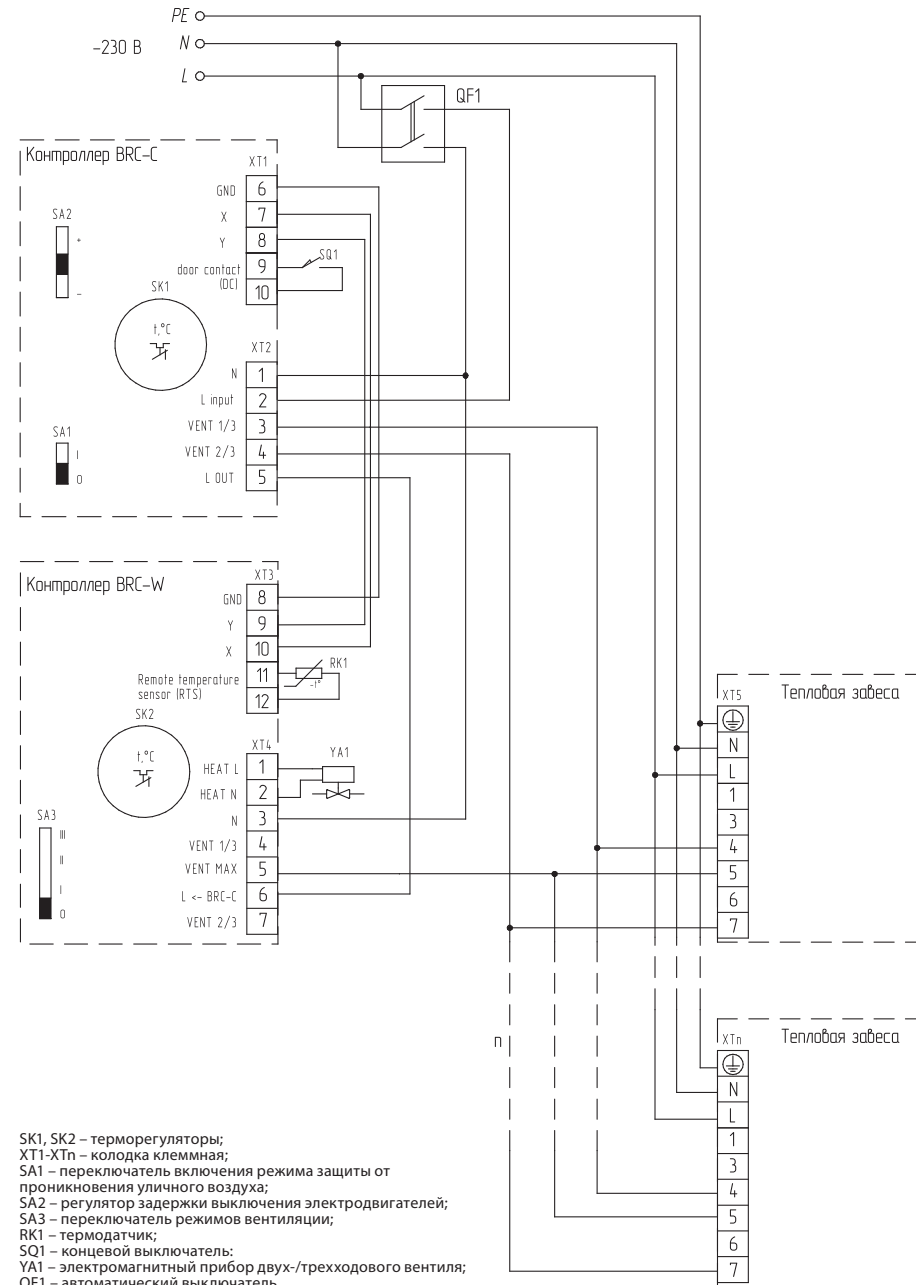 PE
~230 В
N
L
QF1
Контроллер BRC-C
XT1
GND 6
X 7
SA2
Y 8
+
SQ1
door contact 9
(DC)
10
-
SK1
t,°C
XT2
N 1
L input 2
SA1
VENT 1/3 3
I
VENT 2/3 4
0
L OUT 5
Контроллер BRC-W
XT3
GND 8
Y 9
X 10
RK1
Remote temperature 11
-t°
sensor (RTS)
12
SK2
t,°C
XT4
YA1
HEAT L 1
HEAT N 2
SA3
N 3
III
VENT 1/3 4
II
VENT MAX 5
I
L <- BRC-C 6
0
VENT 2/3 7
XT5
Тепловая завеса
N
L
1
3
4
5
6
7
n
XTn
Тепловая завеса
N
L
1
3
4
5
6
7
SK1, SK2 – терморегуляторы;
XT1-XTn – колодка клеммная;
SA1 – переключатель включения режима защиты от
проникновения уличного воздуха;
SA2 – регулятор задержки выключения электродвигателей;
SA3 – переключатель режимов вентиляции;
RK1 – термодатчик;
SQ1 – концевой выключатель:
YA1 – электромагнитный прибор двух-/трехходового вентиля;
QF1 – автоматический выключатель